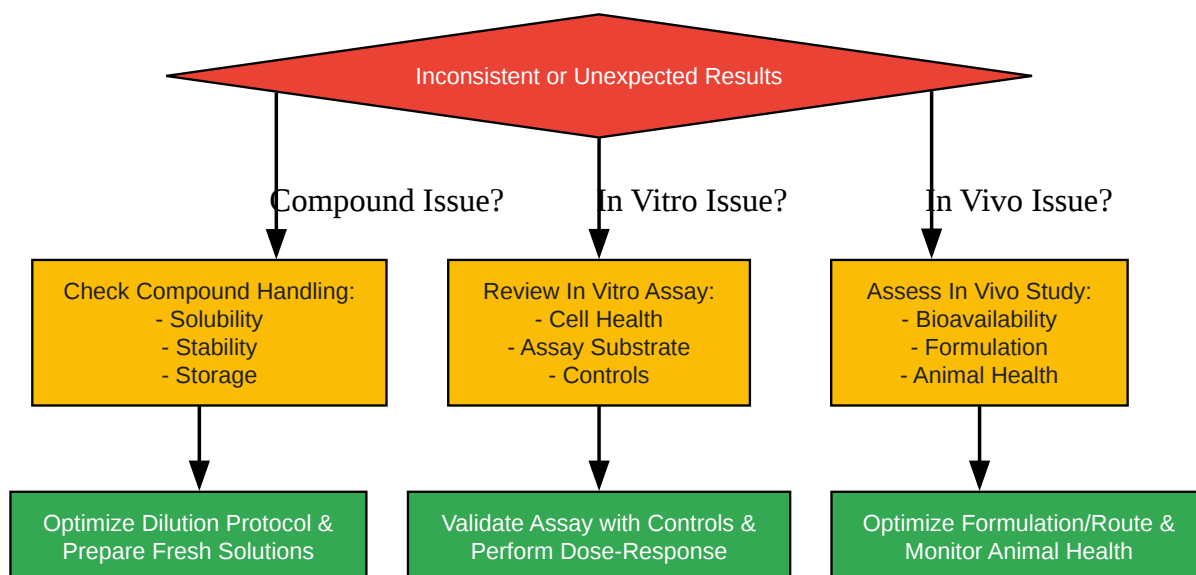 Inconsistent or Unexpected Results
Compound Issue?
In Vitro Issue?
In Vivo Issue?
Check Compound Handling:
- Solubility
- Stability
- Storage
Review In Vitro Assay:
- Cell Health
- Assay Substrate
- Controls
Assess In Vivo Study:
- Bioavailability
- Formulation
- Animal Health
Optimize Dilution Protocol &
Prepare Fresh Solutions
Validate Assay with Controls &
Perform Dose-Response
Optimize Formulation/Route &
Monitor Animal Health